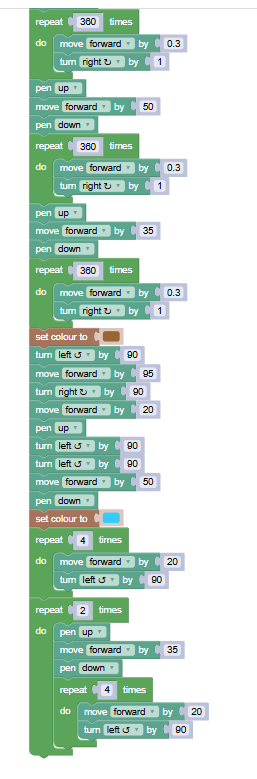 repeat 360 times
do move forward by 0.3
turn right ↻ by 1
pen up
move forward by 50
pen down
repeat 360 times
do move forward by 0.3
turn right ↻ by 1
pen up
move forward by 35
pen down
repeat 360 times
do move forward by 0.3
turn right ↻ by 1
set colour to
turn left ↺ by 90
move forward by 95
turn right ↻ by 90
move forward by 20
pen up
turn left ↺ by 90
turn left ↺ by 90
move forward by 50
pen down
set colour to
repeat 4 times
do move forward by 20
turn left ↺ by 90
repeat 2 times
do pen up
move forward by 35
pen down
repeat 4 times
do move forward by 20
turn left ↺ by 90